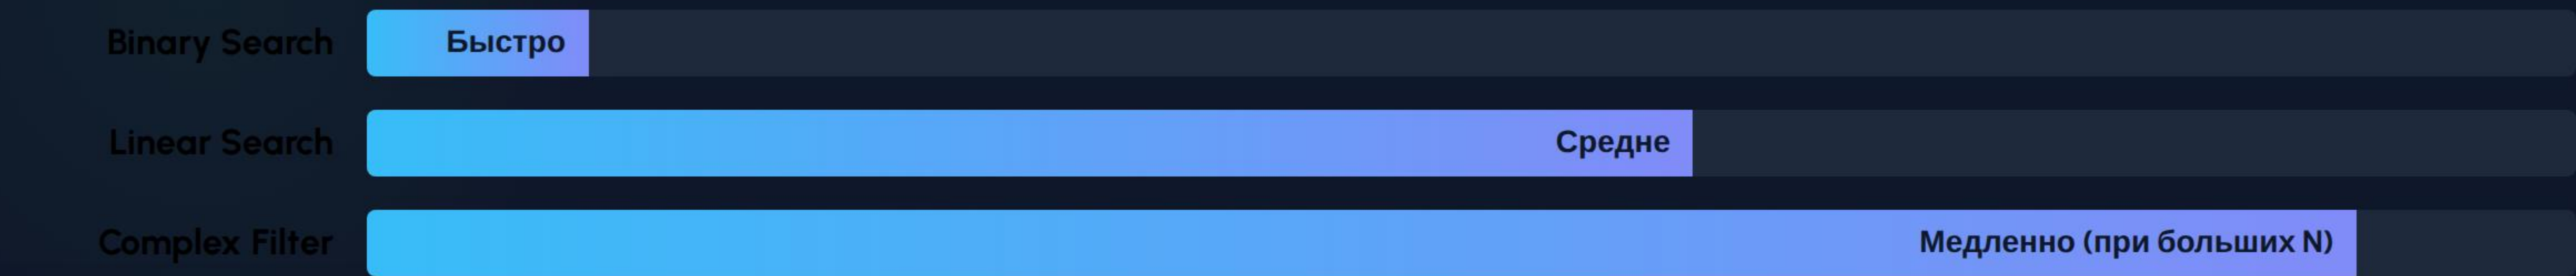 Binary Search Быстро
Linear Search Средне
Complex Filter Медленно (при больших N)